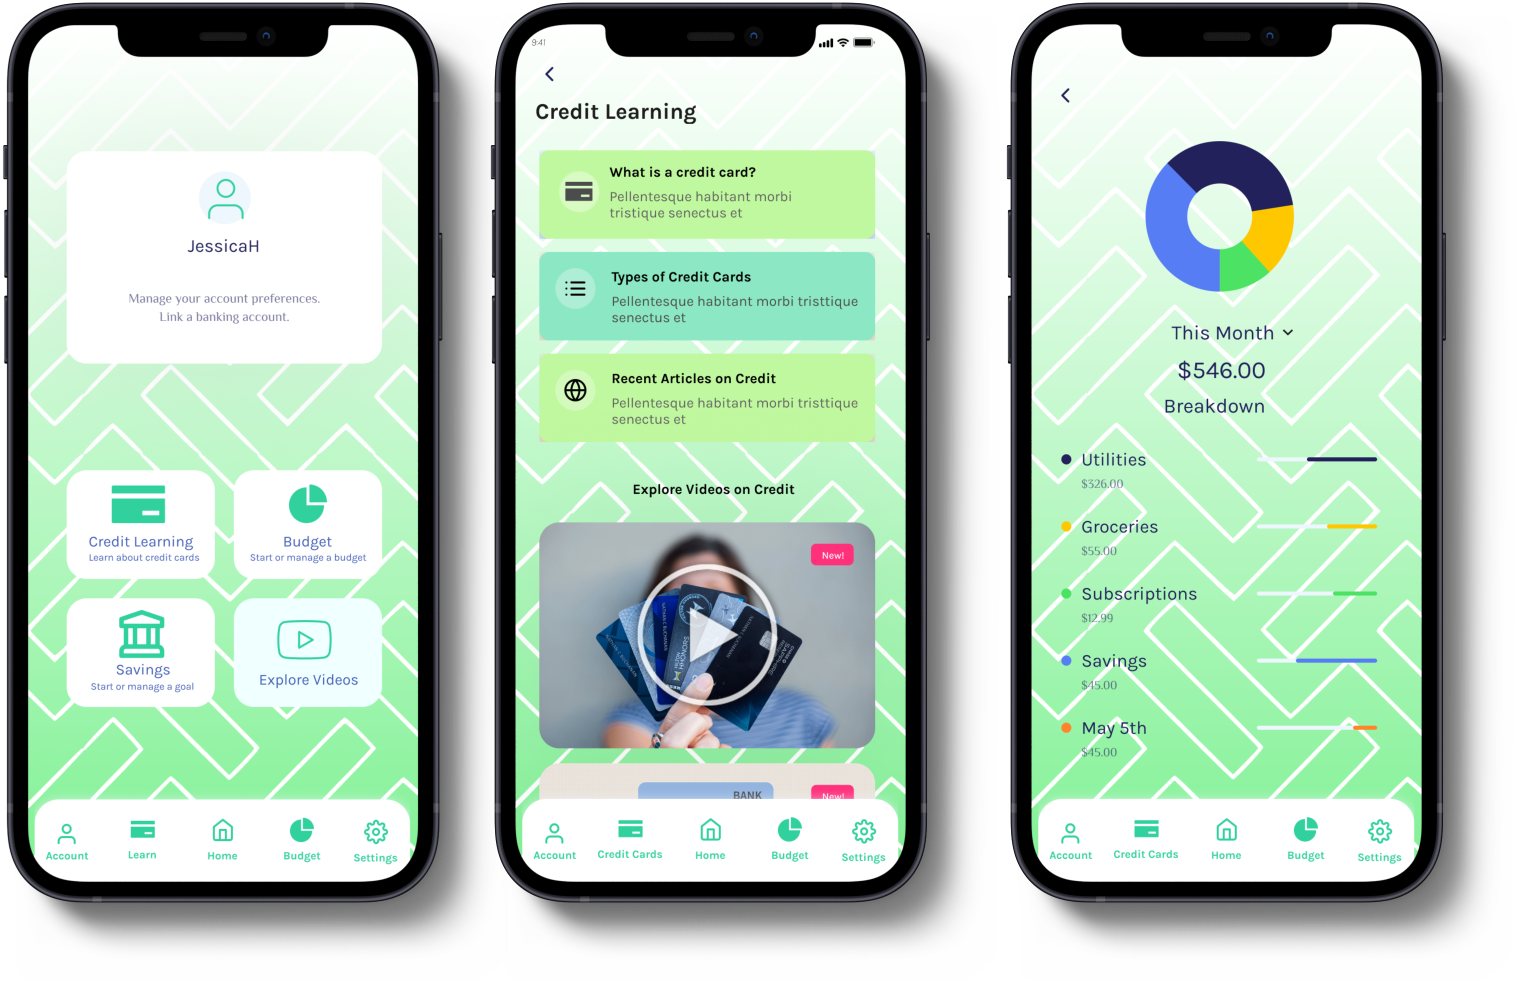 JessicaH
Manage your account preferences.
Link a banking account.
Credit Learning
Learn about credit cards
Budget
Start or manage a budget
Savings
Start or manage a goal
Explore Videos
Account
Learn
Home
Budget
Settings
9:41
Credit Learning
What is a credit card?
Pellentesque habitant morbi
tristique senectus et
Types of Credit Cards
Pellentesque habitant morbi tristtique
senectus et
Recent Articles on Credit
Pellentesque habitant morbi tristtique
senectus et
Explore Videos on Credit
New!
BANK
New!
Account
Credit Cards
Home
Budget
Settings
This Month
$546.00
Breakdown
Utilities
$326.00
Groceries
$55.00
Subscriptions
$12.99
Savings
$45.00
May 5th
$45.00
Account
Credit Cards
Home
Budget
Settings